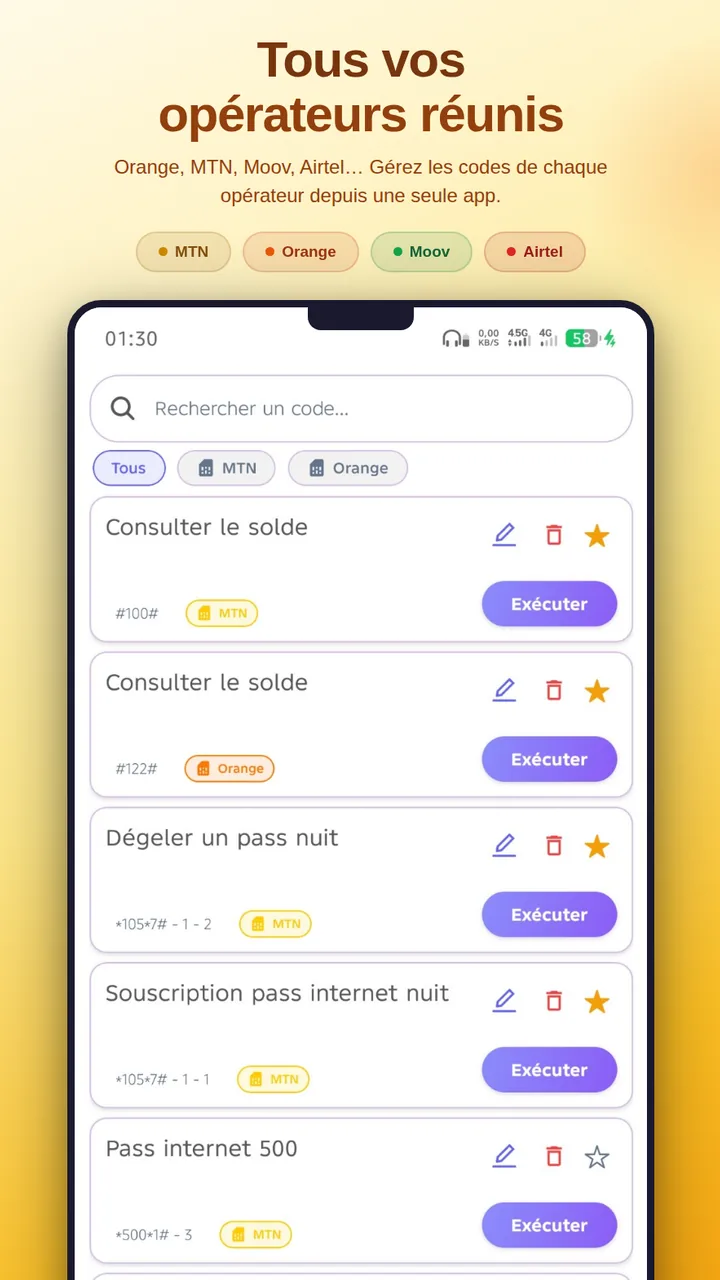 Tous vos
opérateurs réunis
Orange, MTN, Moov, Airtel… Gérez les codes de chaque
opérateur depuis une seule app.
MTN Orange Moov Airtel
01:30 0,00 KB/S 4.5G 4G 58
Rechercher un code...
Tous MTN Orange
Consulter le solde
#100# MTN Exécuter
Consulter le solde
#122# Orange Exécuter
Dégeler un pass nuit
*105*7# - 1 - 2 MTN Exécuter
Souscription pass internet nuit
*105*7# - 1 - 1 MTN Exécuter
Pass internet 500
*500*1# - 3 MTN Exécuter